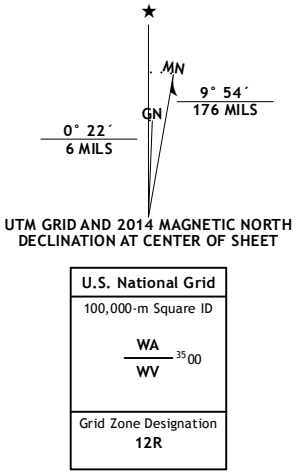 ★
MN
GN
9° 54´
176 MILS
0° 22´
6 MILS
UTM GRID AND 2014 MAGNETIC NORTH
DECLINATION AT CENTER OF SHEET
U.S. National Grid
100,000-m Square ID
WA
3500
WV
Grid Zone Designation
12R